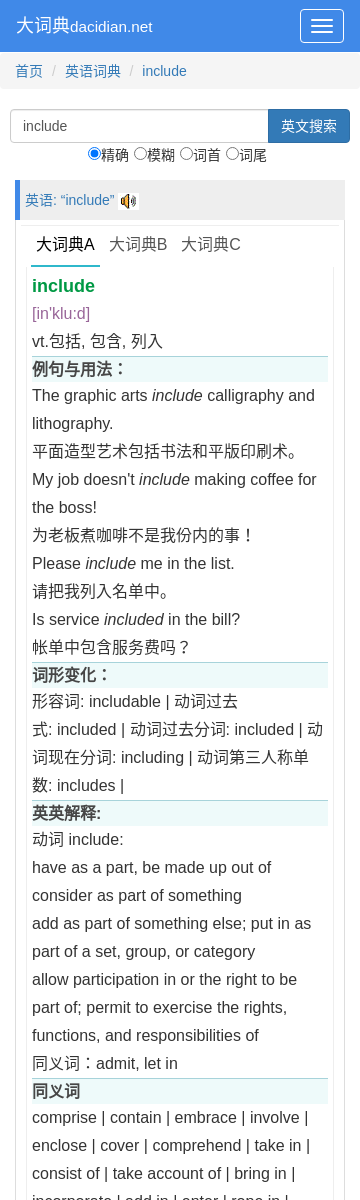 大词典dacidian.net
首页 / 英语词典 / include
include 英文搜索
精确 模糊 词首 词尾
英语: “include”
大词典A 大词典B 大词典C
include
[in'klu:d]
vt.包括, 包含, 列入
例句与用法：
The graphic arts include calligraphy and
lithography.
平面造型艺术包括书法和平版印刷术。
My job doesn't include making coffee for
the boss!
为老板煮咖啡不是我份内的事！
Please include me in the list.
请把我列入名单中。
Is service included in the bill?
帐单中包含服务费吗？
词形变化：
形容词: includable | 动词过去
式: included | 动词过去分词: included | 动
词现在分词: including | 动词第三人称单
数: includes |
英英解释:
动词 include:
have as a part, be made up out of
consider as part of something
add as part of something else; put in as
part of a set, group, or category
allow participation in or the right to be
part of; permit to exercise the rights,
functions, and responsibilities of
同义词：admit, let in
同义词
comprise | contain | embrace | involve |
enclose | cover | comprehend | take in |
consist of | take account of | bring in |
incorporate | add in | enter | rope in |